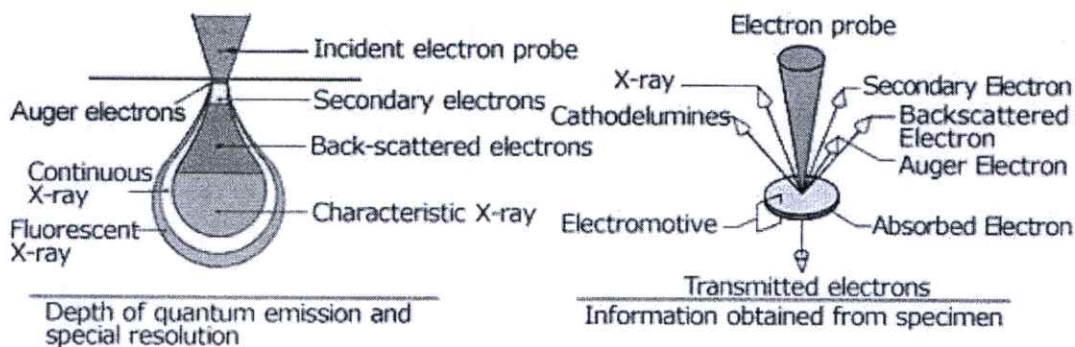 Incident electron probe
Auger electrons
Secondary electrons
Back-scattered electrons
Continuous
X-ray
Characteristic X-ray
Fluorescent
X-ray
Depth of quantum emission and
special resolution
Electron probe
X-ray
Secondary Electron
Cathodelumines
Backscattered
Electron
Auger Electron
Electromotive
Absorbed Electron
Transmitted electrons
Information obtained from specimen